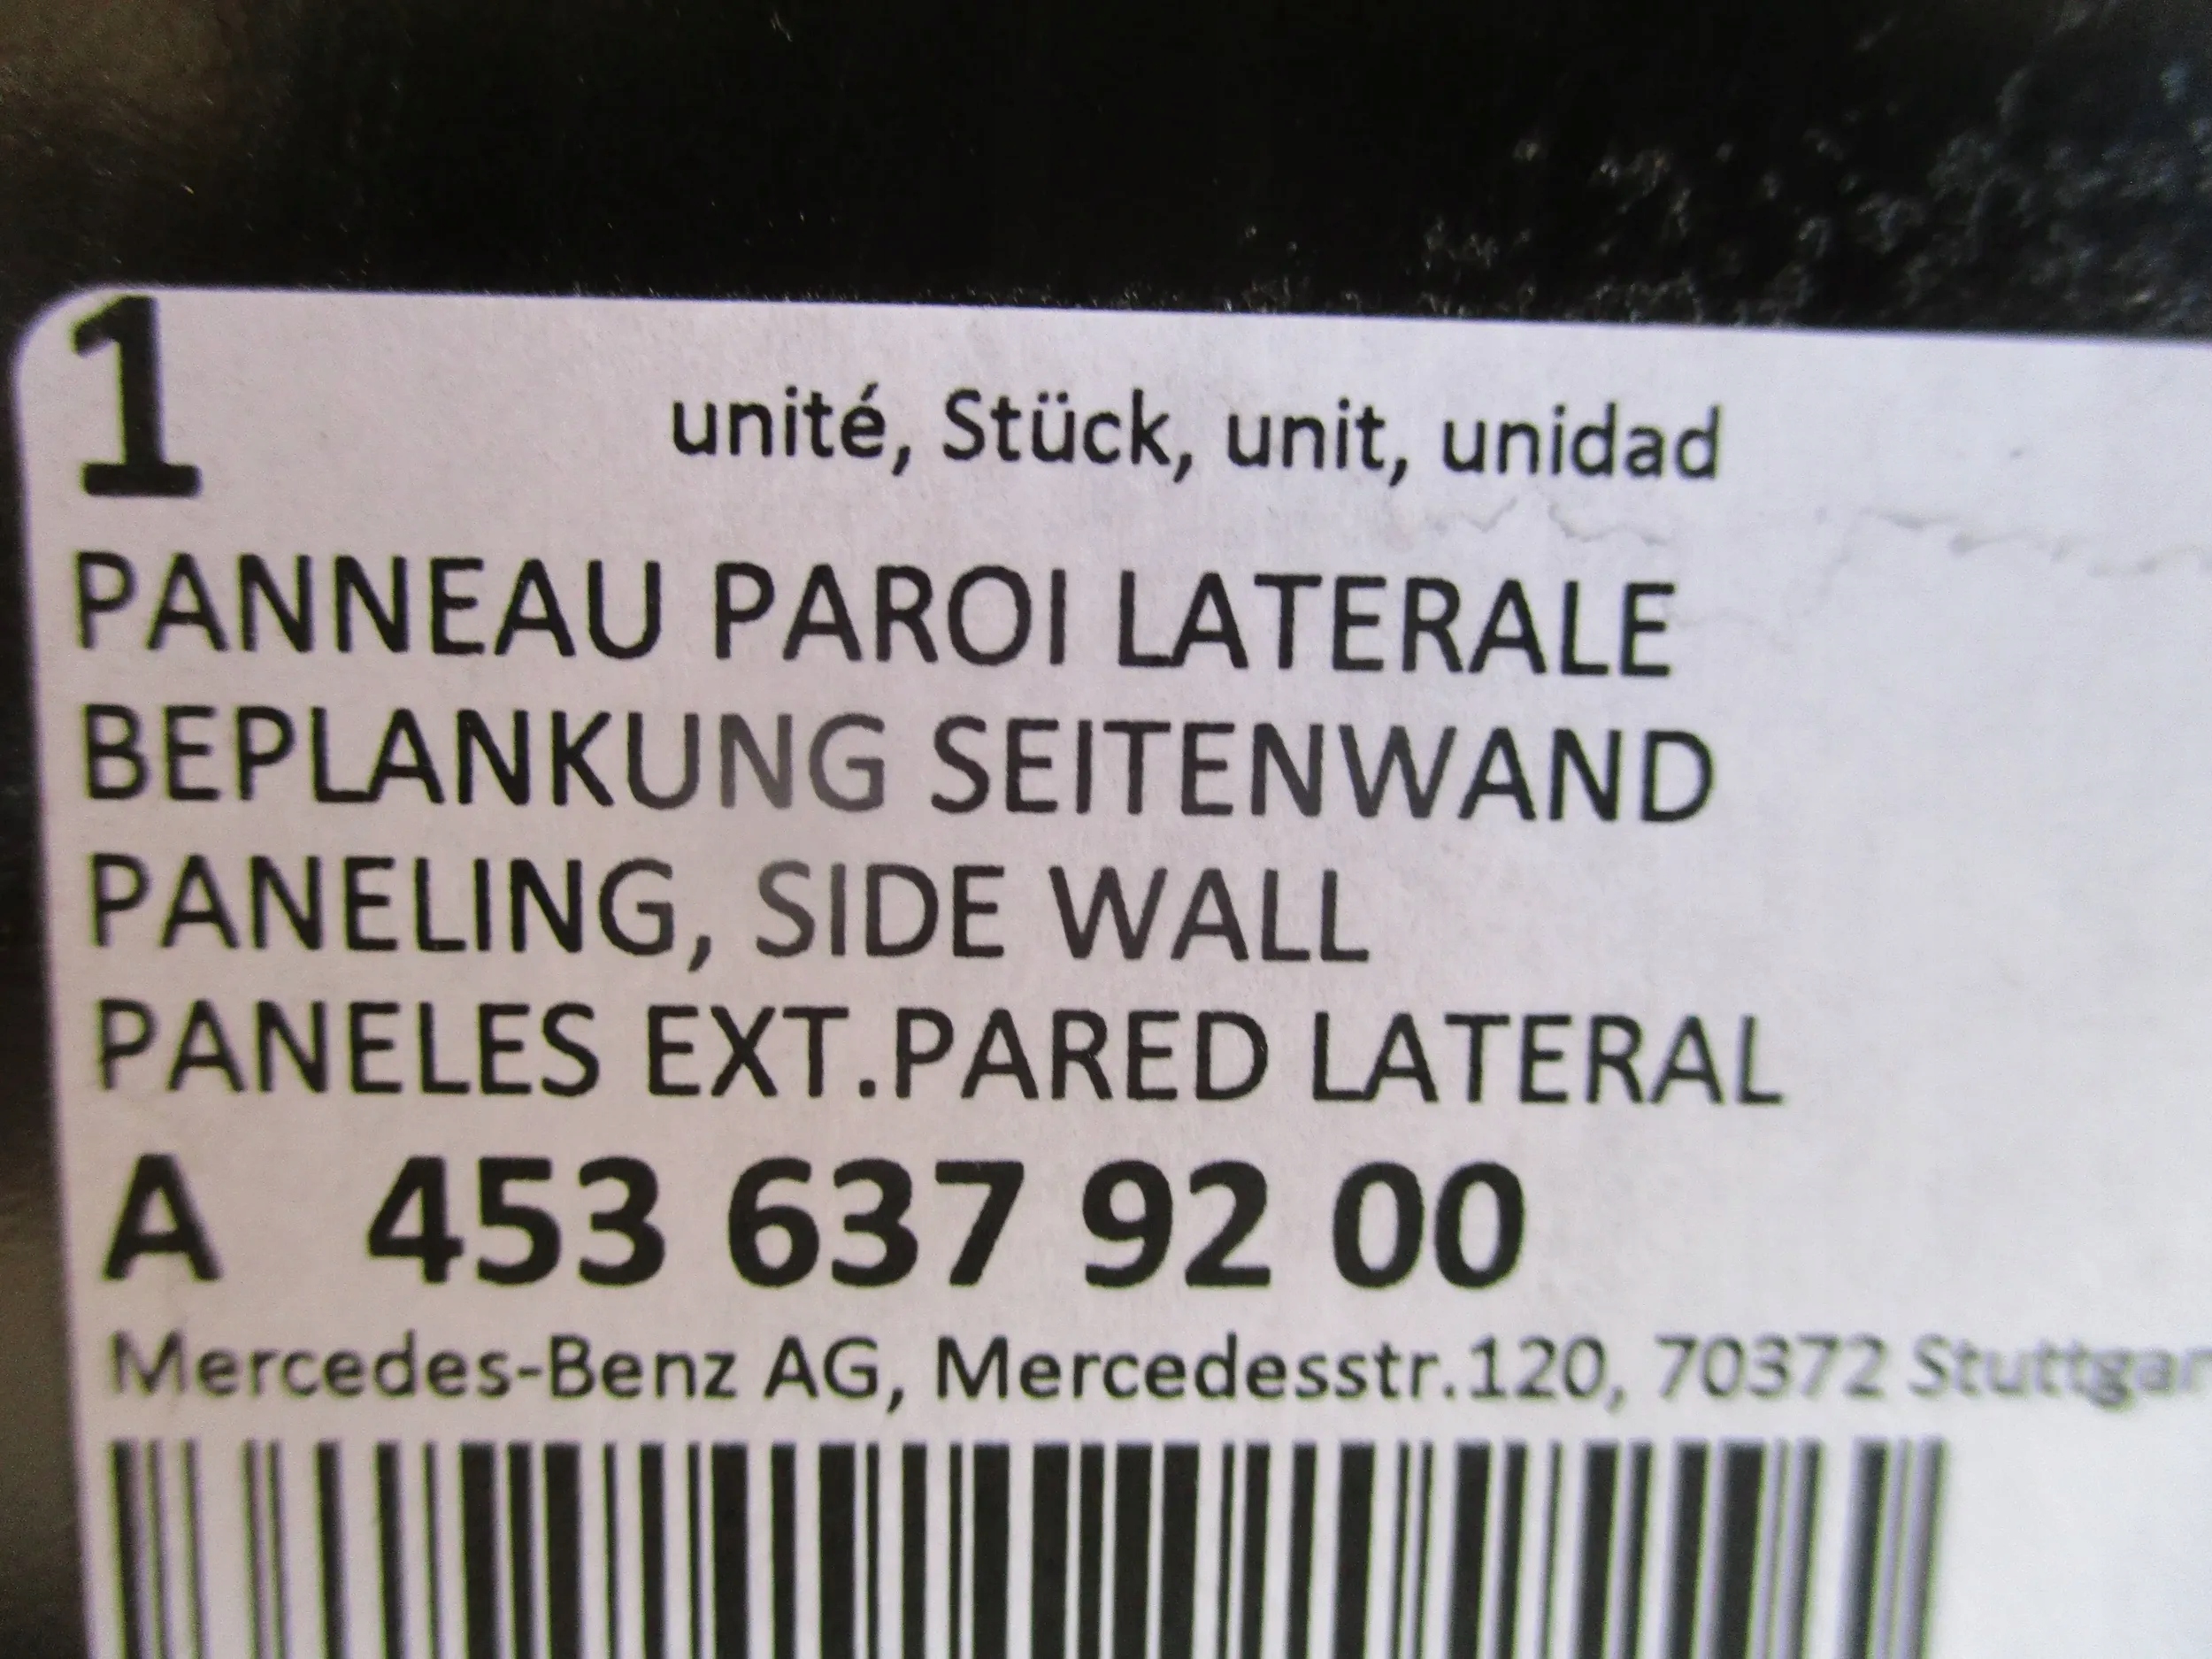 1
unité, Stück, unit, unidad
PANNEAU PAROI LATERALE
BEPLANKUNG SEITENWAND
PANELING, SIDE WALL
PANELES EXT.PARED LATERAL
A 453 637 92 00
Mercedes-Benz AG, Mercedesstr.120, 70372 Stuttgar